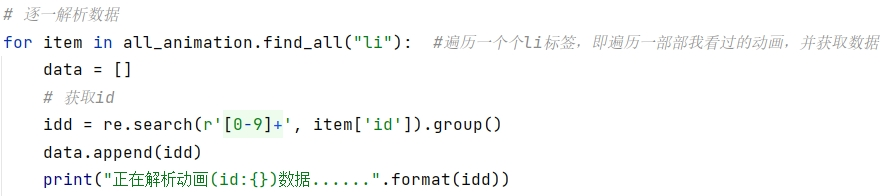 # 逐一解析数据
for item in all_animation.find_all("li"):  #遍历一个个li标签，即遍历一部部我看过的动画，并获取数据
    data = []
    # 获取id
    idd = re.search(r'[0-9]+', item['id']).group()
    data.append(idd)
    print("正在解析动画(id:{})数据......".format(idd))